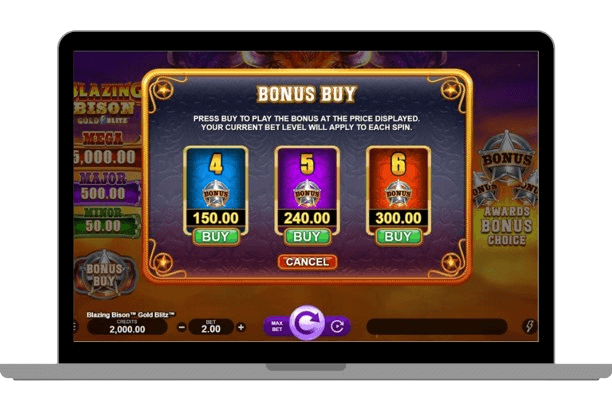 BONUS BUY
PRESS BUY TO PLAY THE BONUS AT THE PRICE DISPLAYED.
YOUR CURRENT BET LEVEL WILL APPLY TO EACH SPIN.
4
BONUS
150.00
BUY
5
BONUS
240.00
BUY
6
BONUS
300.00
BUY
CANCEL
BLAZING
BISON™
GOLD BLITZ
MEGA
5,000.00
MAJOR
500.00
MINOR
50.00
BONUS
BUY
BONUS
AWARDS
BONUS
CHOICE
Blazing Bison™ Gold Blitz™
CREDITS
2,000.00
BET
2.00
MAX
BET